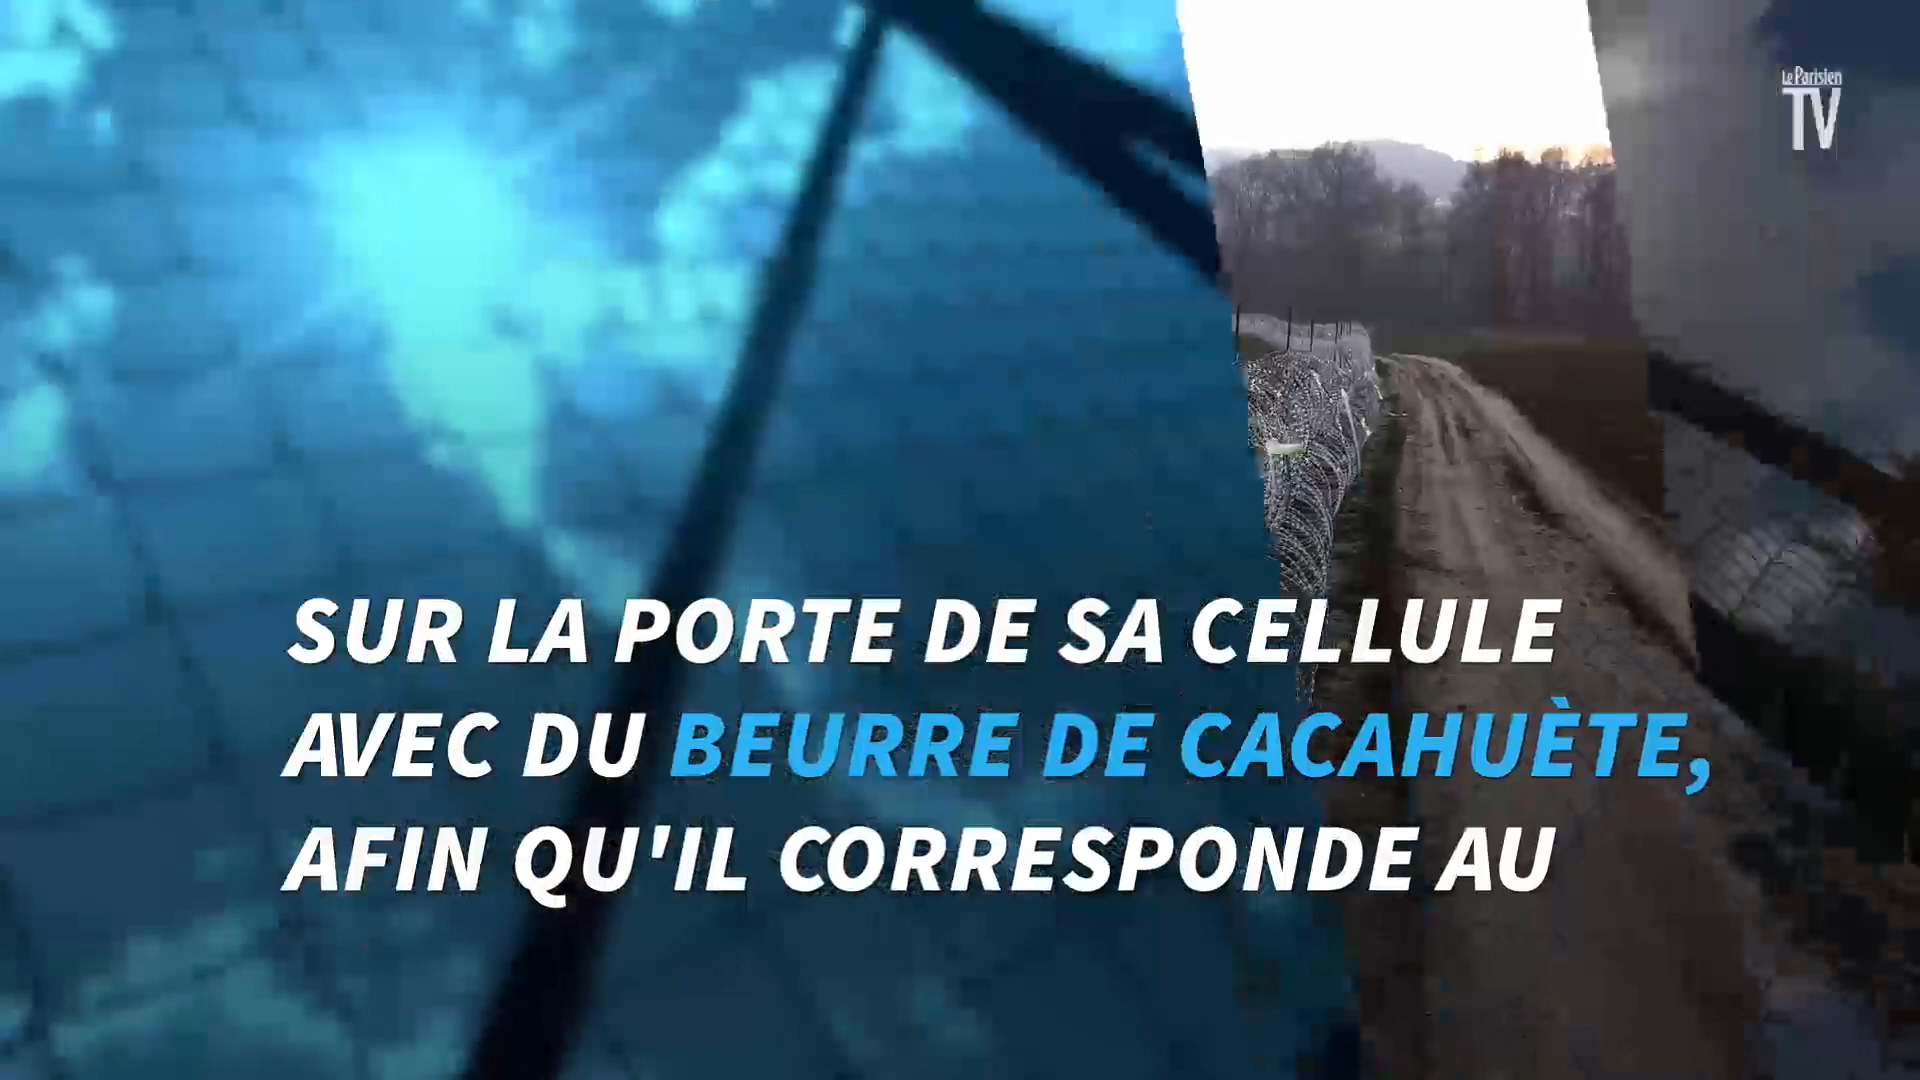 Le Parisien
TV
SUR LA PORTE DE SA CELLULE
AVEC DU BEURRE DE CACAHUÈTE,
AFIN QU'IL CORRESPONDE AU